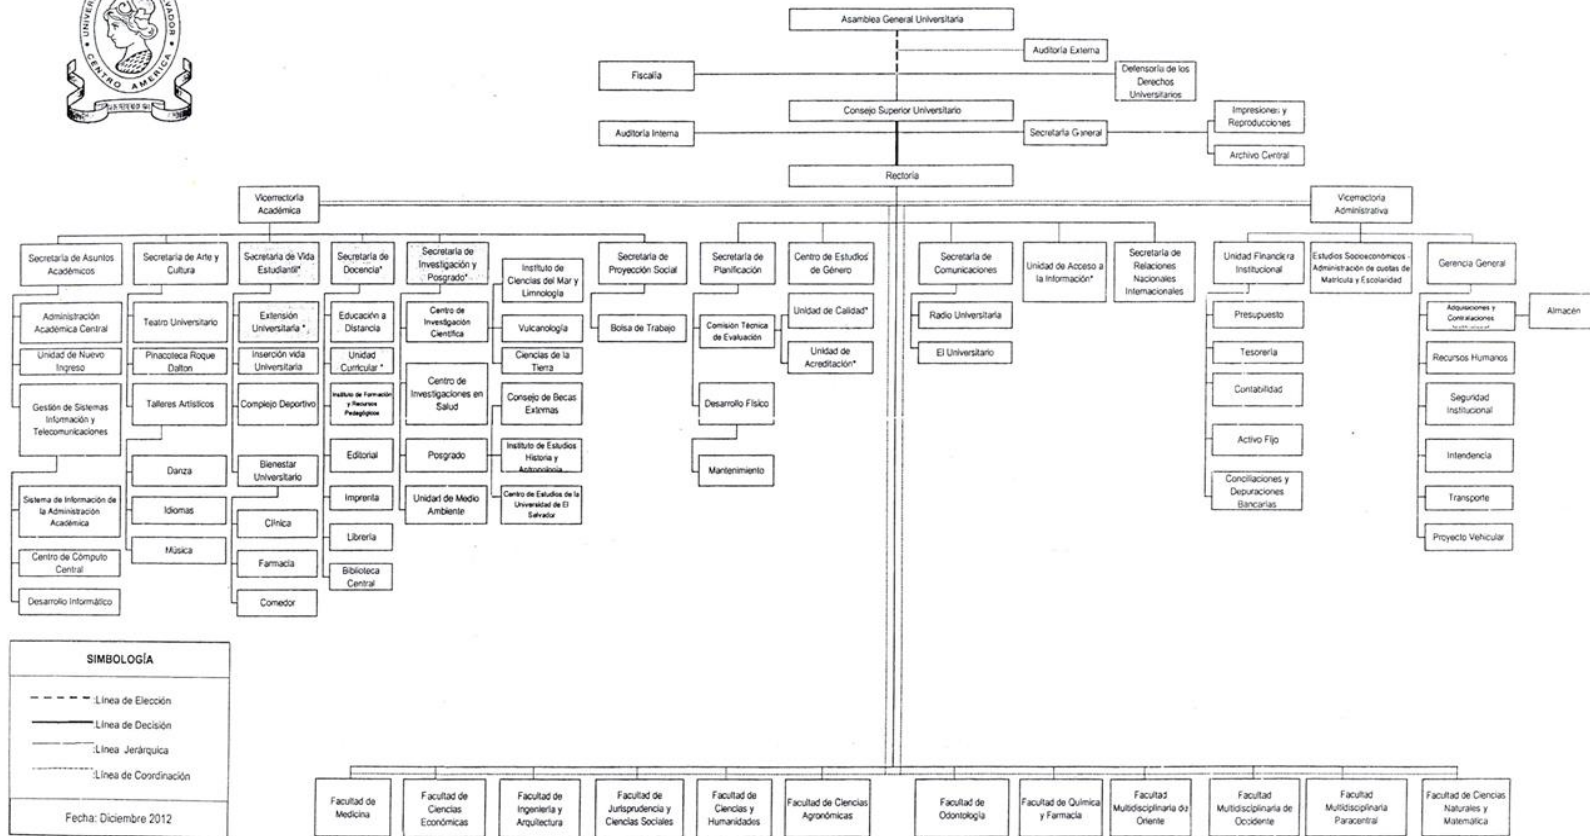 CENTRO AMERICA
Asamblea General Universitaria
Auditoría Externa
Fiscalía
Defensoría de los
Derechos
Universitarios
Consejo Superior Universitario
Impresiones y
Reproducciones
Auditoría Interna
Secretaría General
Archivo Central
Rectoría
Vicerrectoría
Académica
Vicerrectoría
Administrativa
Secretaría de Asuntos
Académicos
Secretaría de Arte y
Cultura
Secretaría de Vida
Estudiantil*
Secretaría de
Docencia*
Secretaría de
Investigación y
Posgrado*
Secretaría de
Proyección Social
Secretaría de
Planificación
Centro de Estudios
de Género
Secretaría de
Comunicaciones
Unidad de Acceso a
la Información*
Secretaría de
Relaciones
Nacionales
Internacionales
Unidad Financiera
Institucional
Estudios Socioeconómicos -
Administración de cuotas de
Matrícula y Escolaridad
Gerencia General
Administración
Académica Central
Unidad de Nuevo
Ingreso
Gestión de Sistemas
Información y
Telecomunicaciones
Sistema de Información de
la Administración
Académica
Centro de Cómputo
Central
Desarrollo Informático
Teatro Universitario
Pinacoteca Roque
Dalton
Talleres Artísticos
Danza
Idiomas
Música
Extensión
Universitaria *
Inserción vida
Universitaria
Complejo Deportivo
Bienestar
Universitario
Clínica
Farmacia
Comedor
Educación a
Distancia
Unidad
Curricular *
Instituto de Formación
y Recursos
Pedagógicos
Editorial
Imprenta
Librería
Biblioteca
Central
Centro de
Investigación
Científica
Centro de
Investigaciones en
Salud
Posgrado
Unidad de Medio
Ambiente
Instituto de
Ciencias del Mar y
Limnología
Vulcanología
Ciencias de la
Tierra
Consejo de Becas
Externas
Instituto de Estudios
Historia y
Antropología
Centro de Estudios de la
Universidad de El
Salvador
Bolsa de Trabajo
Comisión Técnica
de Evaluación
Desarrollo Físico
Mantenimiento
Unidad de Calidad*
Unidad de
Acreditación*
Radio Universitaria
El Universitario
Presupuesto
Tesorería
Contabilidad
Activo Fijo
Conciliaciones y
Depuraciones
Bancarias
Adquisiciones y
Contrataciones
Almacén
Recursos Humanos
Seguridad
Institucional
Intendencia
Transporte
Proyecto Vehicular
SIMBOLOGÍA
:Línea de Elección
:Línea de Decisión
:Línea Jerárquica
:Línea de Coordinación
Fecha: Diciembre 2012
Facultad de
Medicina
Facultad de
Ciencias
Económicas
Facultad de
Ingeniería y
Arquitectura
Facultad de
Jurisprudencia y
Ciencias Sociales
Facultad de
Ciencias y
Humanidades
Facultad de Ciencias
Agronómicas
Facultad de
Odontología
Facultad de Química
y Farmacia
Facultad
Multidisciplinaria de
Oriente
Facultad
Multidisciplinaria de
Occidente
Facultad
Multidisciplinaria
Paracentral
Facultad de Ciencias
Naturales y
Matemática